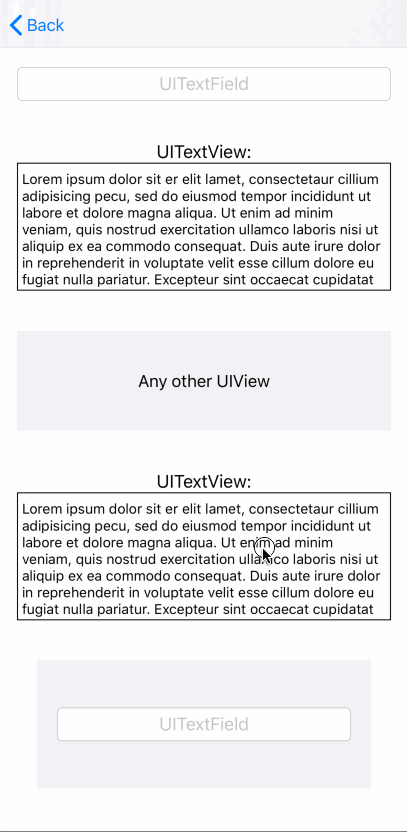 Back
UITextField
UITextView:
Lorem ipsum dolor sit er elit lamet, consectetaur cillium
adipisicing pecu, sed do eiusmod tempor incididunt ut
labore et dolore magna aliqua. Ut enim ad minim
veniam, quis nostrud exercitation ullamco laboris nisi ut
aliquip ex ea commodo consequat. Duis aute irure dolor
in reprehenderit in voluptate velit esse cillum dolore eu
fugiat nulla pariatur. Excepteur sint occaecat cupidatat
Any other UIView
UITextView:
Lorem ipsum dolor sit er elit lamet, consectetaur cillium
adipisicing pecu, sed do eiusmod tempor incididunt ut
labore et dolore magna aliqua. Ut enim ad minim
veniam, quis nostrud exercitation ullamco laboris nisi ut
aliquip ex ea commodo consequat. Duis aute irure dolor
in reprehenderit in voluptate velit esse cillum dolore eu
fugiat nulla pariatur. Excepteur sint occaecat cupidatat
UITextField